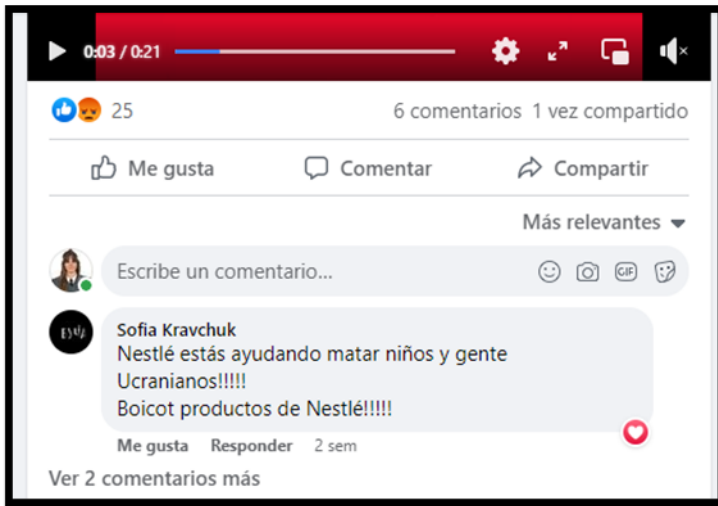 0:03 / 0:21
25
6 comentarios 1 vez compartido
Me gusta Comentar Compartir
Más relevantes
Escribe un comentario...
GIF
Sofia Kravchuk
Nestlé estás ayudando matar niños y gente
Ucranianos!!!!!
Boicot productos de Nestlé!!!!!
Me gusta Responder 2 sem
Ver 2 comentarios más